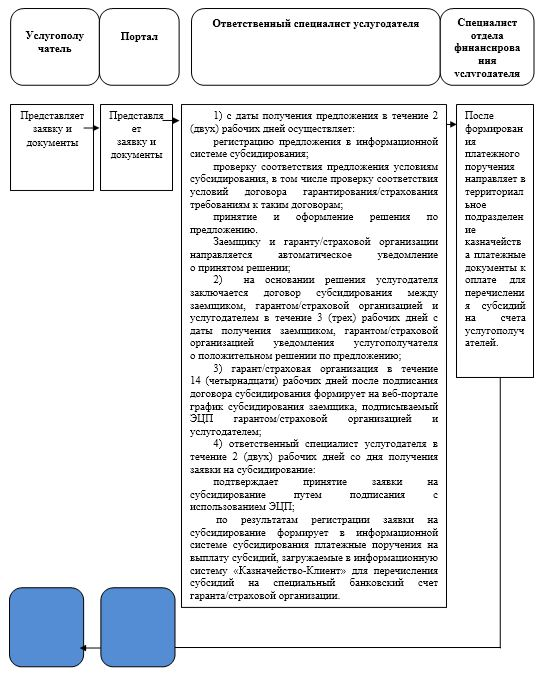 Услугополу
чатель
Портал
Ответственный специалист услугодателя
Специалист
отдела
финансирова
ния
услугодателя
Представляет
заявку и
документы
Представля
ет
заявку и
документы
1) с даты получения предложения в течение 2
(двух) рабочих дней осуществляет:
регистрацию предложения в информационной
системе субсидирования;
проверку соответствия предложения условиям
субсидирования, в том числе проверку соответствия
условий договора гарантирования/страхования
требованиям к таким договорам;
принятие и оформление решения по
предложению.
Заемщику и гаранту/страховой организации
направляется автоматическое уведомление
о принятом решении;
2) на основании решения услугодателя
заключается договор субсидирования между
заемщиком, гарантом/страховой организацией и
услугодателем в течение 3 (трех) рабочих дней с
даты получения заемщиком, гарантом/страховой
организацией уведомления услугополучателя
о положительном решении по предложению;
3) гарант/страховая организация в течение
14 (четырнадцати) рабочих дней после подписания
договора субсидирования формирует на веб-портале
график субсидирования заемщика, подписываемый
ЭЦП гарантом/страховой организацией и
услугодателем;
4) ответственный специалист услугодателя в
течение 2 (двух) рабочих дней со дня получения
заявки на субсидирование:
подтверждает принятие заявки на
субсидирование путем подписания с
использованием ЭЦП;
по результатам регистрации заявки на
субсидирование формирует в информационной
системе субсидирования платежные поручения на
выплату субсидий, загружаемые в информационную
систему «Казначейство-Клиент» для перечисления
субсидий на специальный банковский счет
гаранта/страховой организации.
После
формирован
ия
платежного
поручения
направляет в
территориал
ьное
подразделен
ие
казначейств
а платежные
документы к
оплате для
перечислени
я субсидий
на счета
услугополуч
ателей.